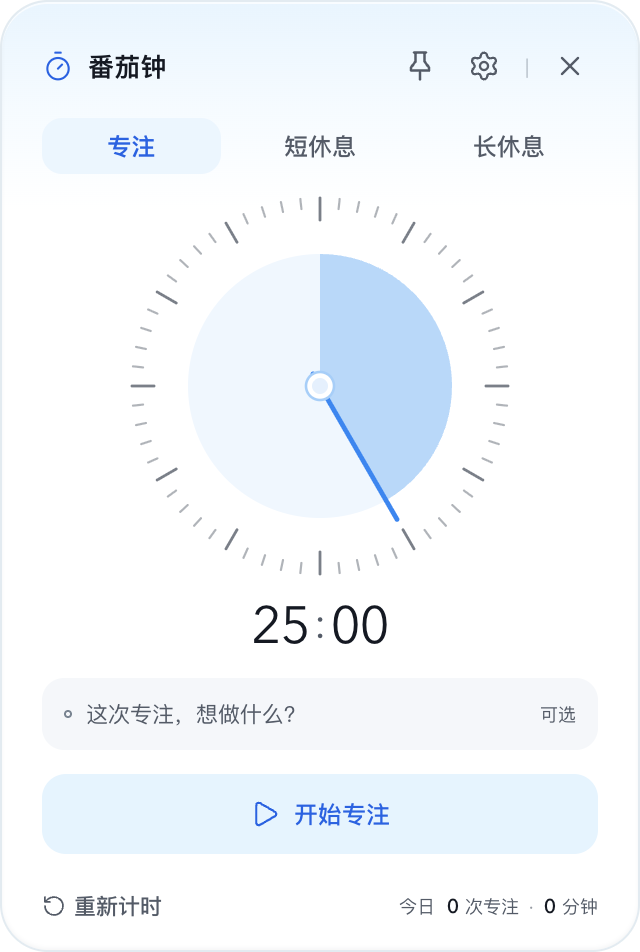 番茄钟
专注 短休息 长休息
25:00
这次专注，想做什么? 可选
开始专注
重新计时 今日 0 次专注 · 0 分钟